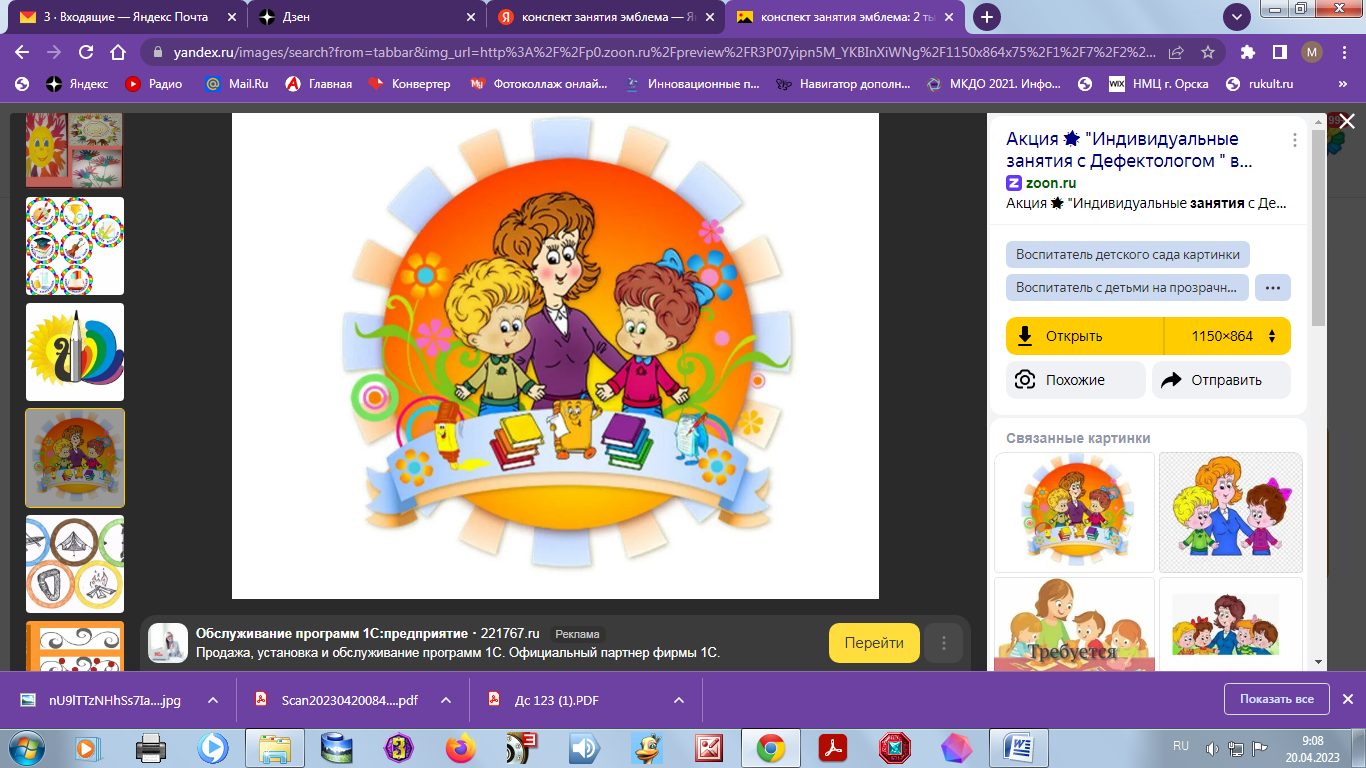 3 · Входящие — Яндекс Почта
Дзен
конспект занятия эмблема — Ян
конспект занятия эмблема: 2 ты
yandex.ru/images/search?from=tabbar&img_url=http%3A%2F%2Fp0.zoon.ru%2Fpreview%2FR3P07yipn5M_YKBInXiWNg%2F1150x864x75%2F1%2F7%2F2%2...
M
Яндекс
Радио
Mail.Ru
Главная
Конвертер
Фотоколлаж онлай...
Инновационные п...
Навигатор дополн...
МКДО 2021. Инфо...
WIX
НМЦ г. Орска
rukult.ru
»
Акция "Индивидуальные
занятия с Дефектологом " в...
zoon.ru
Акция "Индивидуальные занятия с Де...
Воспитатель детского сада картинки
Воспитатель с детьми на прозрачн...
Открыть
1150×864
Похожие
Отправить
Связанные картинки
Требуется
Обслуживание программ 1С:предприятие · 221767.ru Реклама
Продажа, установка и обслуживание программ 1С. Официальный партнер фирмы 1С.
Перейти
nU9lTTzNHhSs7Ia....jpg
Scan20230420084....pdf
Дс 123 (1).PDF
Показать все
RU
9:08
20.04.2023